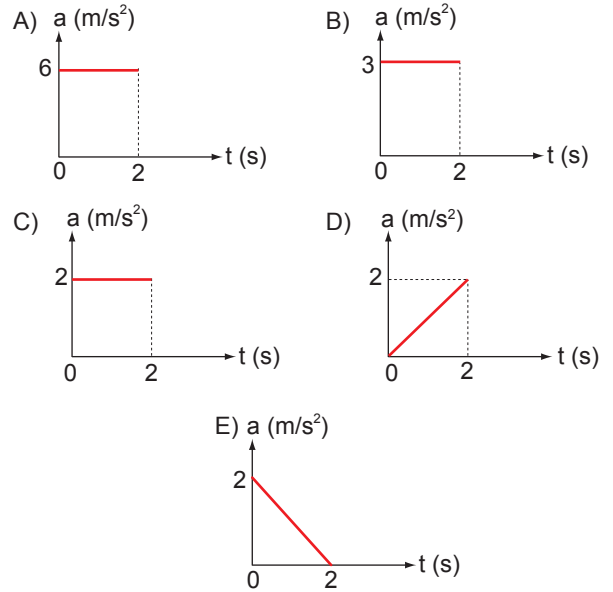 A) a (m/s²)
6
0 2 t (s)
B) a (m/s²)
3
0 2 t (s)
C) a (m/s²)
2
0 2 t (s)
D) a (m/s²)
2
0 2 t (s)
E) a (m/s²)
2
0 2 t (s)